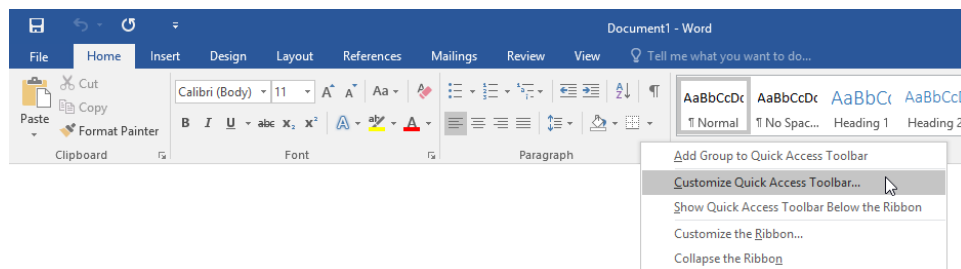 Document1 - Word
File Home Insert Design Layout References Mailings Review View Tell me what you want to do...
Cut
Copy
Paste
Format Painter
Clipboard
Calibri (Body) 11 A A Aa
B I U abc X₂ X² A ab A
Font
A Z ¶
Paragraph
AaBbCcDc AaBbCcDc AaBbCc AaBbCcE
¶ Normal ¶ No Spac... Heading 1 Heading 2
Add Group to Quick Access Toolbar
Customize Quick Access Toolbar...
Show Quick Access Toolbar Below the Ribbon
Customize the Ribbon...
Collapse the Ribbon